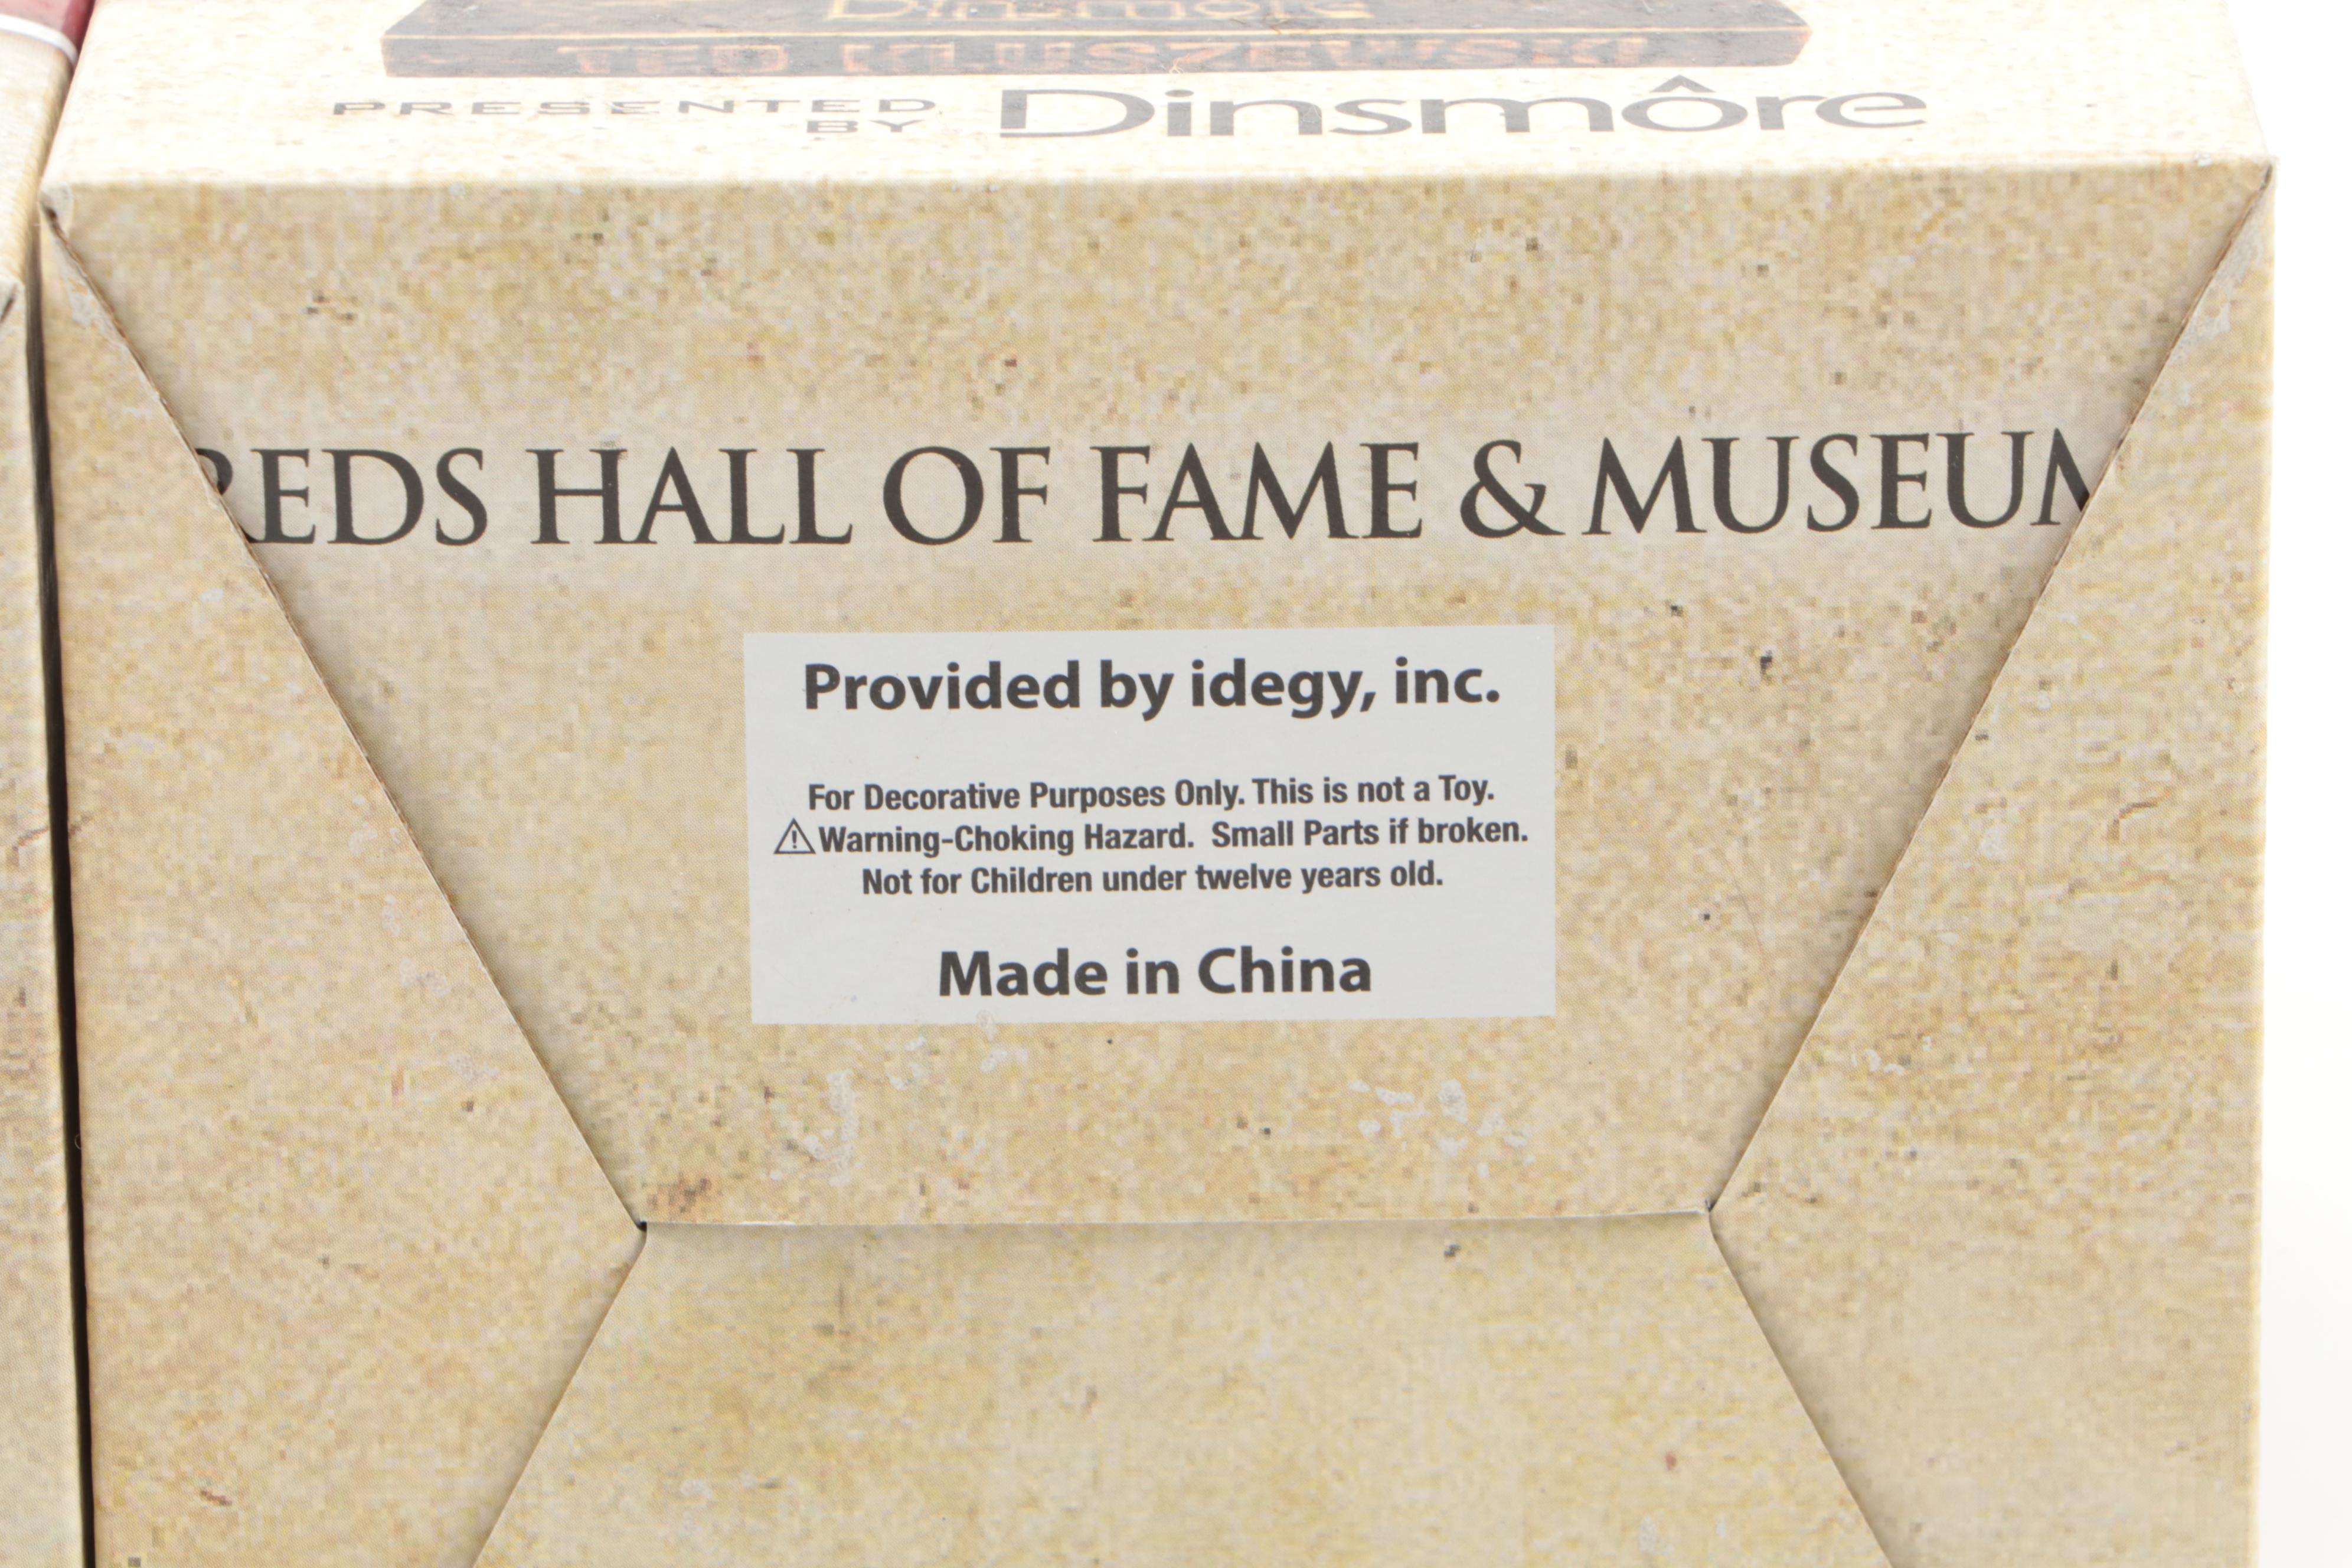 Dinsmore
TED KLUSZEWSKI
PRESENTED
BY
Dinsmôre
REDS HALL OF FAME & MUSEUM
Provided by idegy, inc.
For Decorative Purposes Only. This is not a Toy.
⚠Warning-Choking Hazard. Small Parts if broken.
Not for Children under twelve years old.
Made in China